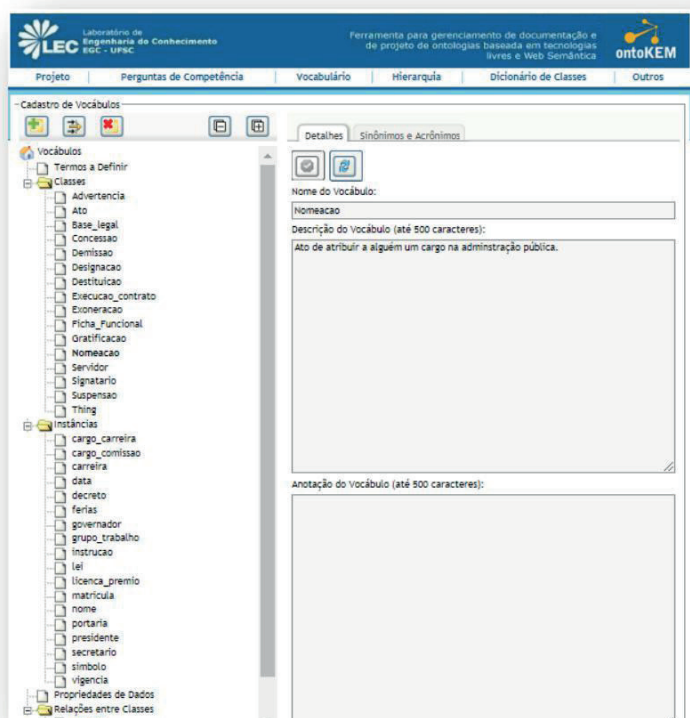 LEC
Laboratório de
Engenharia do Conhecimento
EGC - UFSC
Ferramenta para gerenciamento de documentação e
de projeto de ontologias baseada em tecnologias
livres e Web Semântica
ontoKEM
Projeto | Perguntas de Competência | Vocabulário | Hierarquia | Dicionário de Classes | Outros
Cadastro de Vocábulos
Vocábulos
Termos a Definir
Classes
Advertencia
Ato
Base_legal
Concessao
Demissao
Designacao
Destituicao
Execucao_contrato
Exoneracao
Ficha_Funcional
Gratificacao
Nomeacao
Servidor
Signatario
Suspensao
Thing
Instâncias
cargo_carreira
cargo_comissao
carreira
data
decreto
ferias
governador
grupo_trabalho
instrucao
lei
licenca_premio
matricula
nome
portaria
presidente
secretario
simbolo
vigencia
Propriedades de Dados
Relações entre Classes
Detalhes
Sinônimos e Acrônimos
Nome do Vocábulo:
Nomeacao
Descrição do Vocábulo (até 500 caracteres):
Ato de atribuir a alguém um cargo na adminstração pública.
Anotação do Vocábulo (até 500 caracteres):